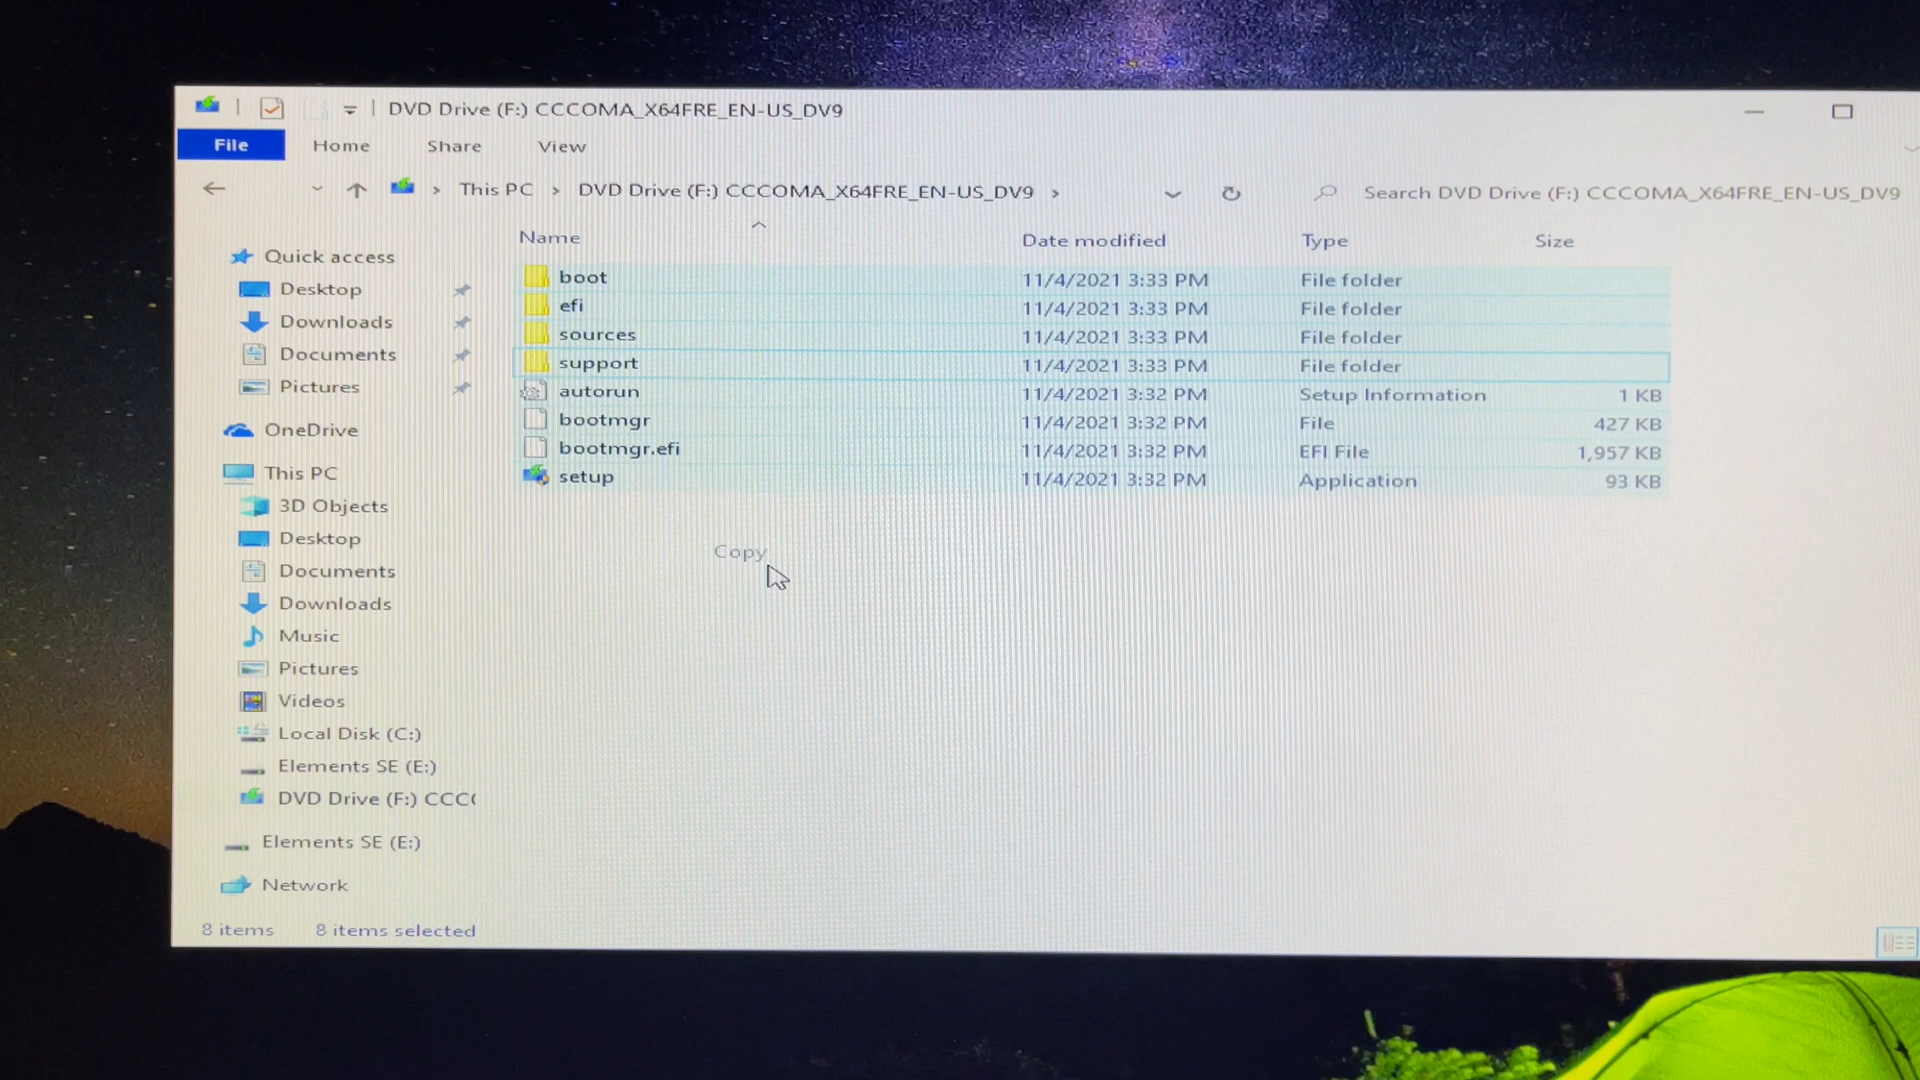 DVD Drive (F:) CCCOMA_X64FRE_EN-US_DV9
File Home Share View
This PC > DVD Drive (F:) CCCOMA_X64FRE_EN-US_DV9 >
Search DVD Drive (F:) CCCOMA_X64FRE_EN-US_DV9
Quick access
Desktop
Downloads
Documents
Pictures
OneDrive
This PC
3D Objects
Desktop
Documents
Downloads
Music
Pictures
Videos
Local Disk (C:)
Elements SE (E:)
DVD Drive (F:) CCC
Elements SE (E:)
Network
Name Date modified Type Size
boot 11/4/2021 3:33 PM File folder
efi 11/4/2021 3:33 PM File folder
sources 11/4/2021 3:33 PM File folder
support 11/4/2021 3:33 PM File folder
autorun 11/4/2021 3:32 PM Setup Information 1 KB
bootmgr 11/4/2021 3:32 PM File 427 KB
bootmgr.efi 11/4/2021 3:32 PM EFI File 1,957 KB
setup 11/4/2021 3:32 PM Application 93 KB
Copy
8 items 8 items selected